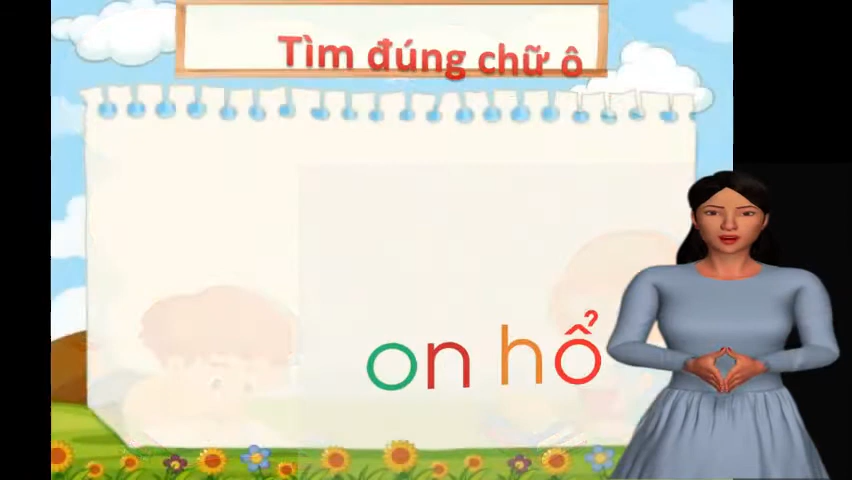 Tìm đúng chữ ô
on hổ